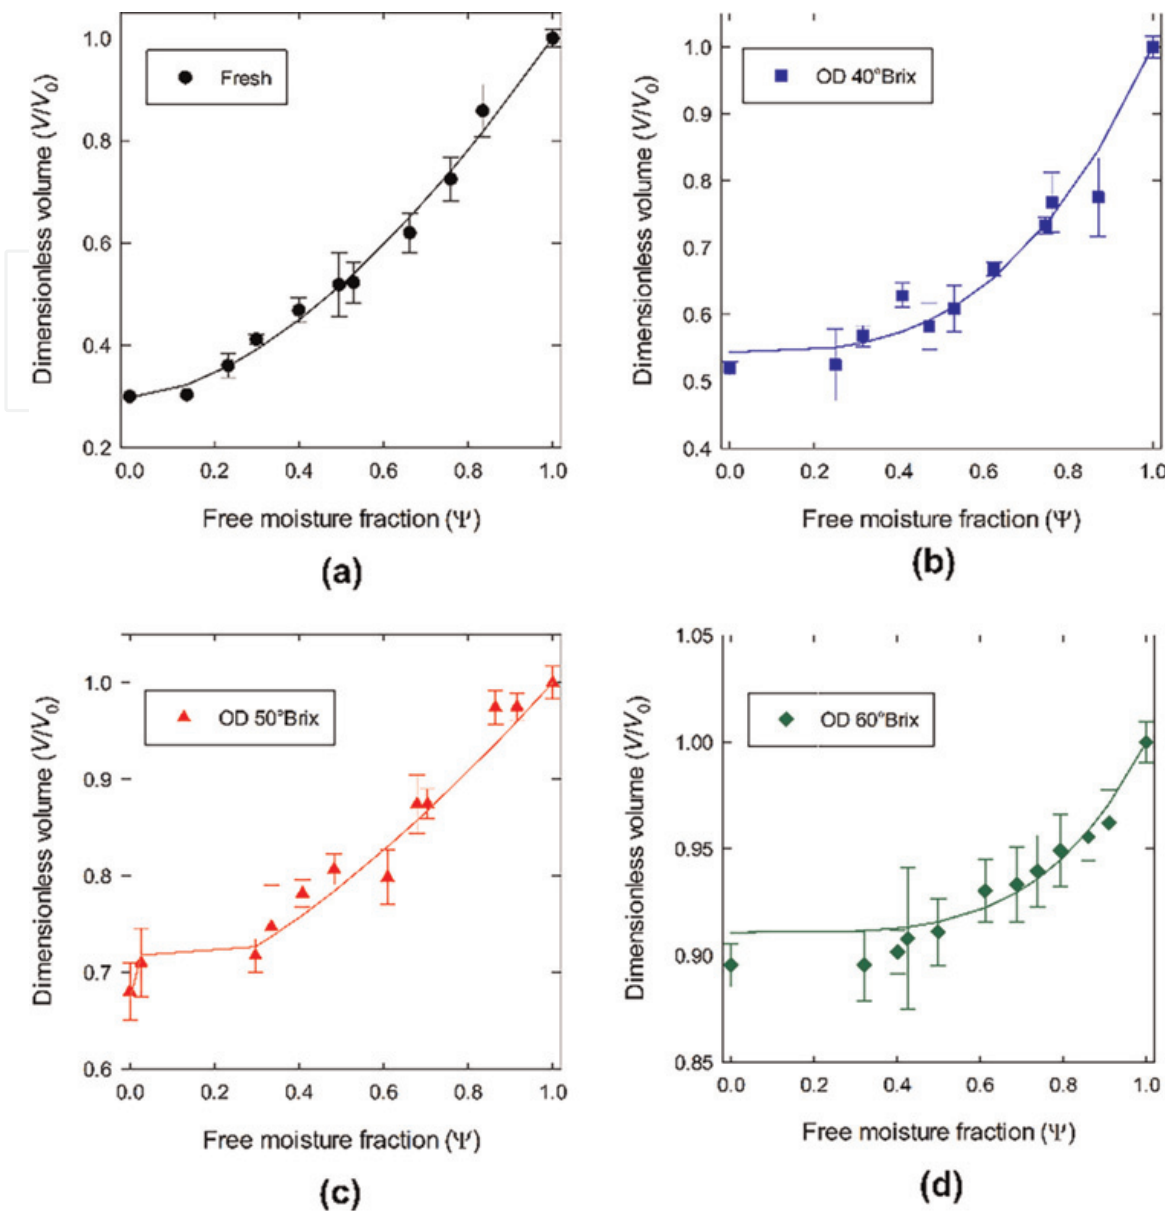 1.0
0.8
0.6
0.4
0.2
Dimensionless volume (V/V0)
Fresh
0.0 0.2 0.4 0.6 0.8 1.0
Free moisture fraction (Ψ)
(a)
1.0
0.9
0.8
0.7
0.6
0.5
0.4
Dimensionless volume (V/V0)
OD 40°Brix
0.0 0.2 0.4 0.6 0.8 1.0
Free moisture fraction (Ψ)
(b)
1.0
0.9
0.8
0.7
0.6
Dimensionless volume (V/V0)
OD 50°Brix
0.0 0.2 0.4 0.6 0.8 1.0
Free moisture fraction (Ψ)
(c)
1.05
1.00
0.95
0.90
0.85
Dimensionless volume (V/V0)
OD 60°Brix
0.0 0.2 0.4 0.6 0.8 1.0
Free moisture fraction (Ψ)
(d)